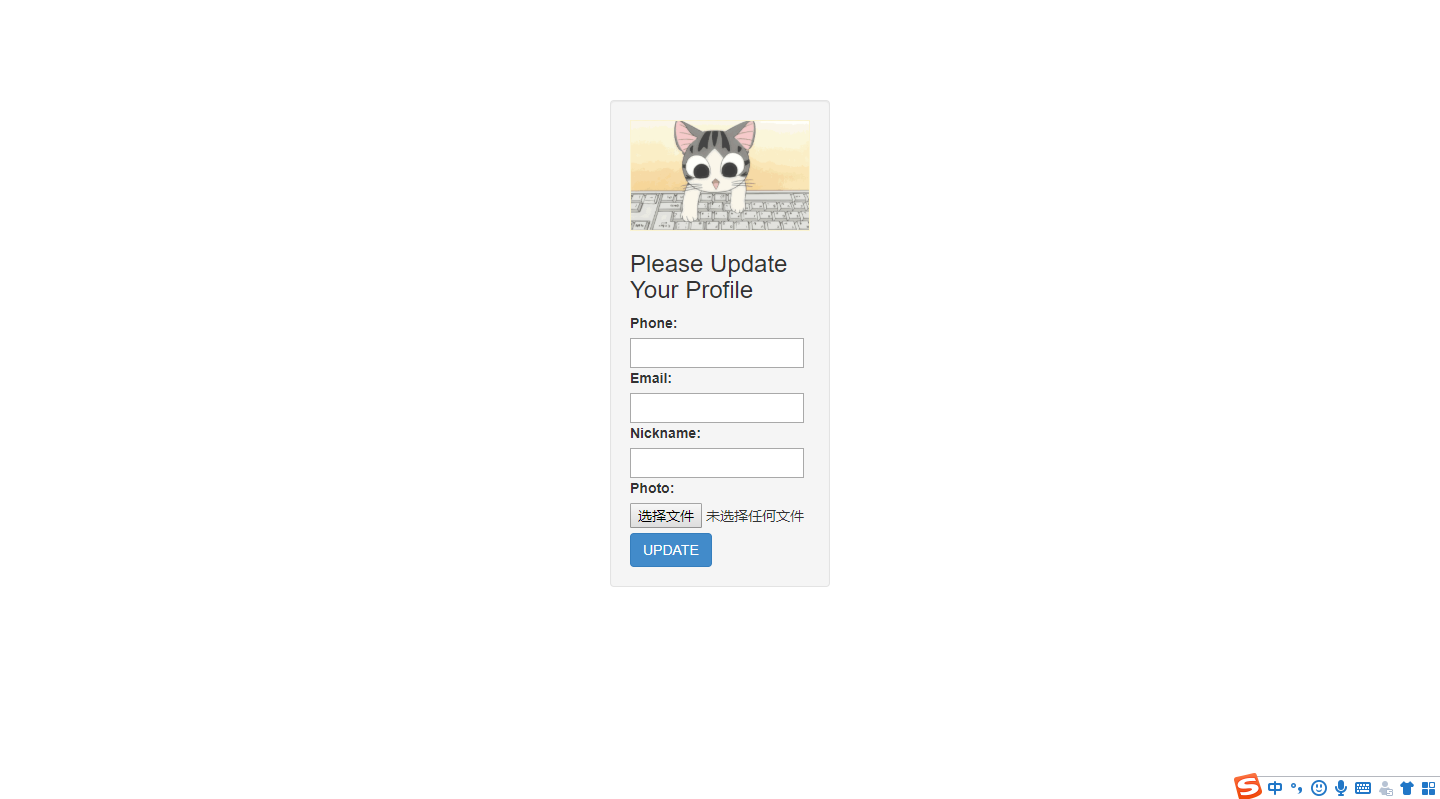 Please Update
Your Profile
Phone:
Email:
Nickname:
Photo:
选择文件 未选择任何文件
UPDATE
S 中